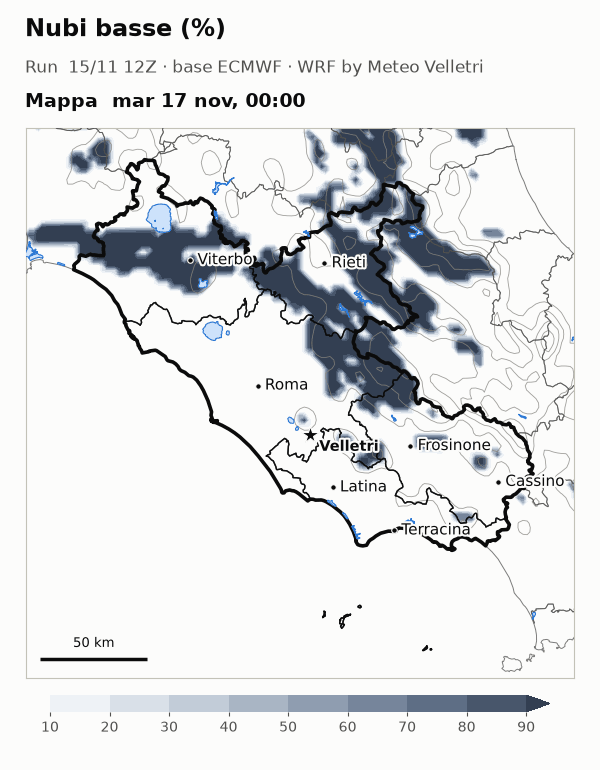 Nubi basse (%)
Run  15/11 12Z · base ECMWF · WRF by Meteo Velletri
Mappa  mar 17 nov, 00:00
Viterbo
Rieti
Roma
Velletri
Frosinone
Latina
Cassino
Terracina
50 km
10 20 30 40 50 60 70 80 90